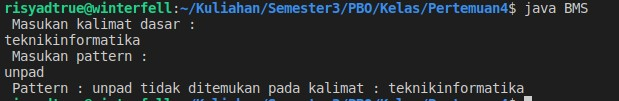 risyadtrue@winterfell:~/Kuliahan/Semester3/PBO/Kelas/Pertemuan4$ java BMS
Masukan kalimat dasar :
teknikinformatika
Masukan pattern :
unpad
Pattern : unpad tidak ditemukan pada kalimat : teknikinformatika
risyadtrue@winterfell:~/Kuliahan/Semester3/PBO/Kelas/Pertemuan4$